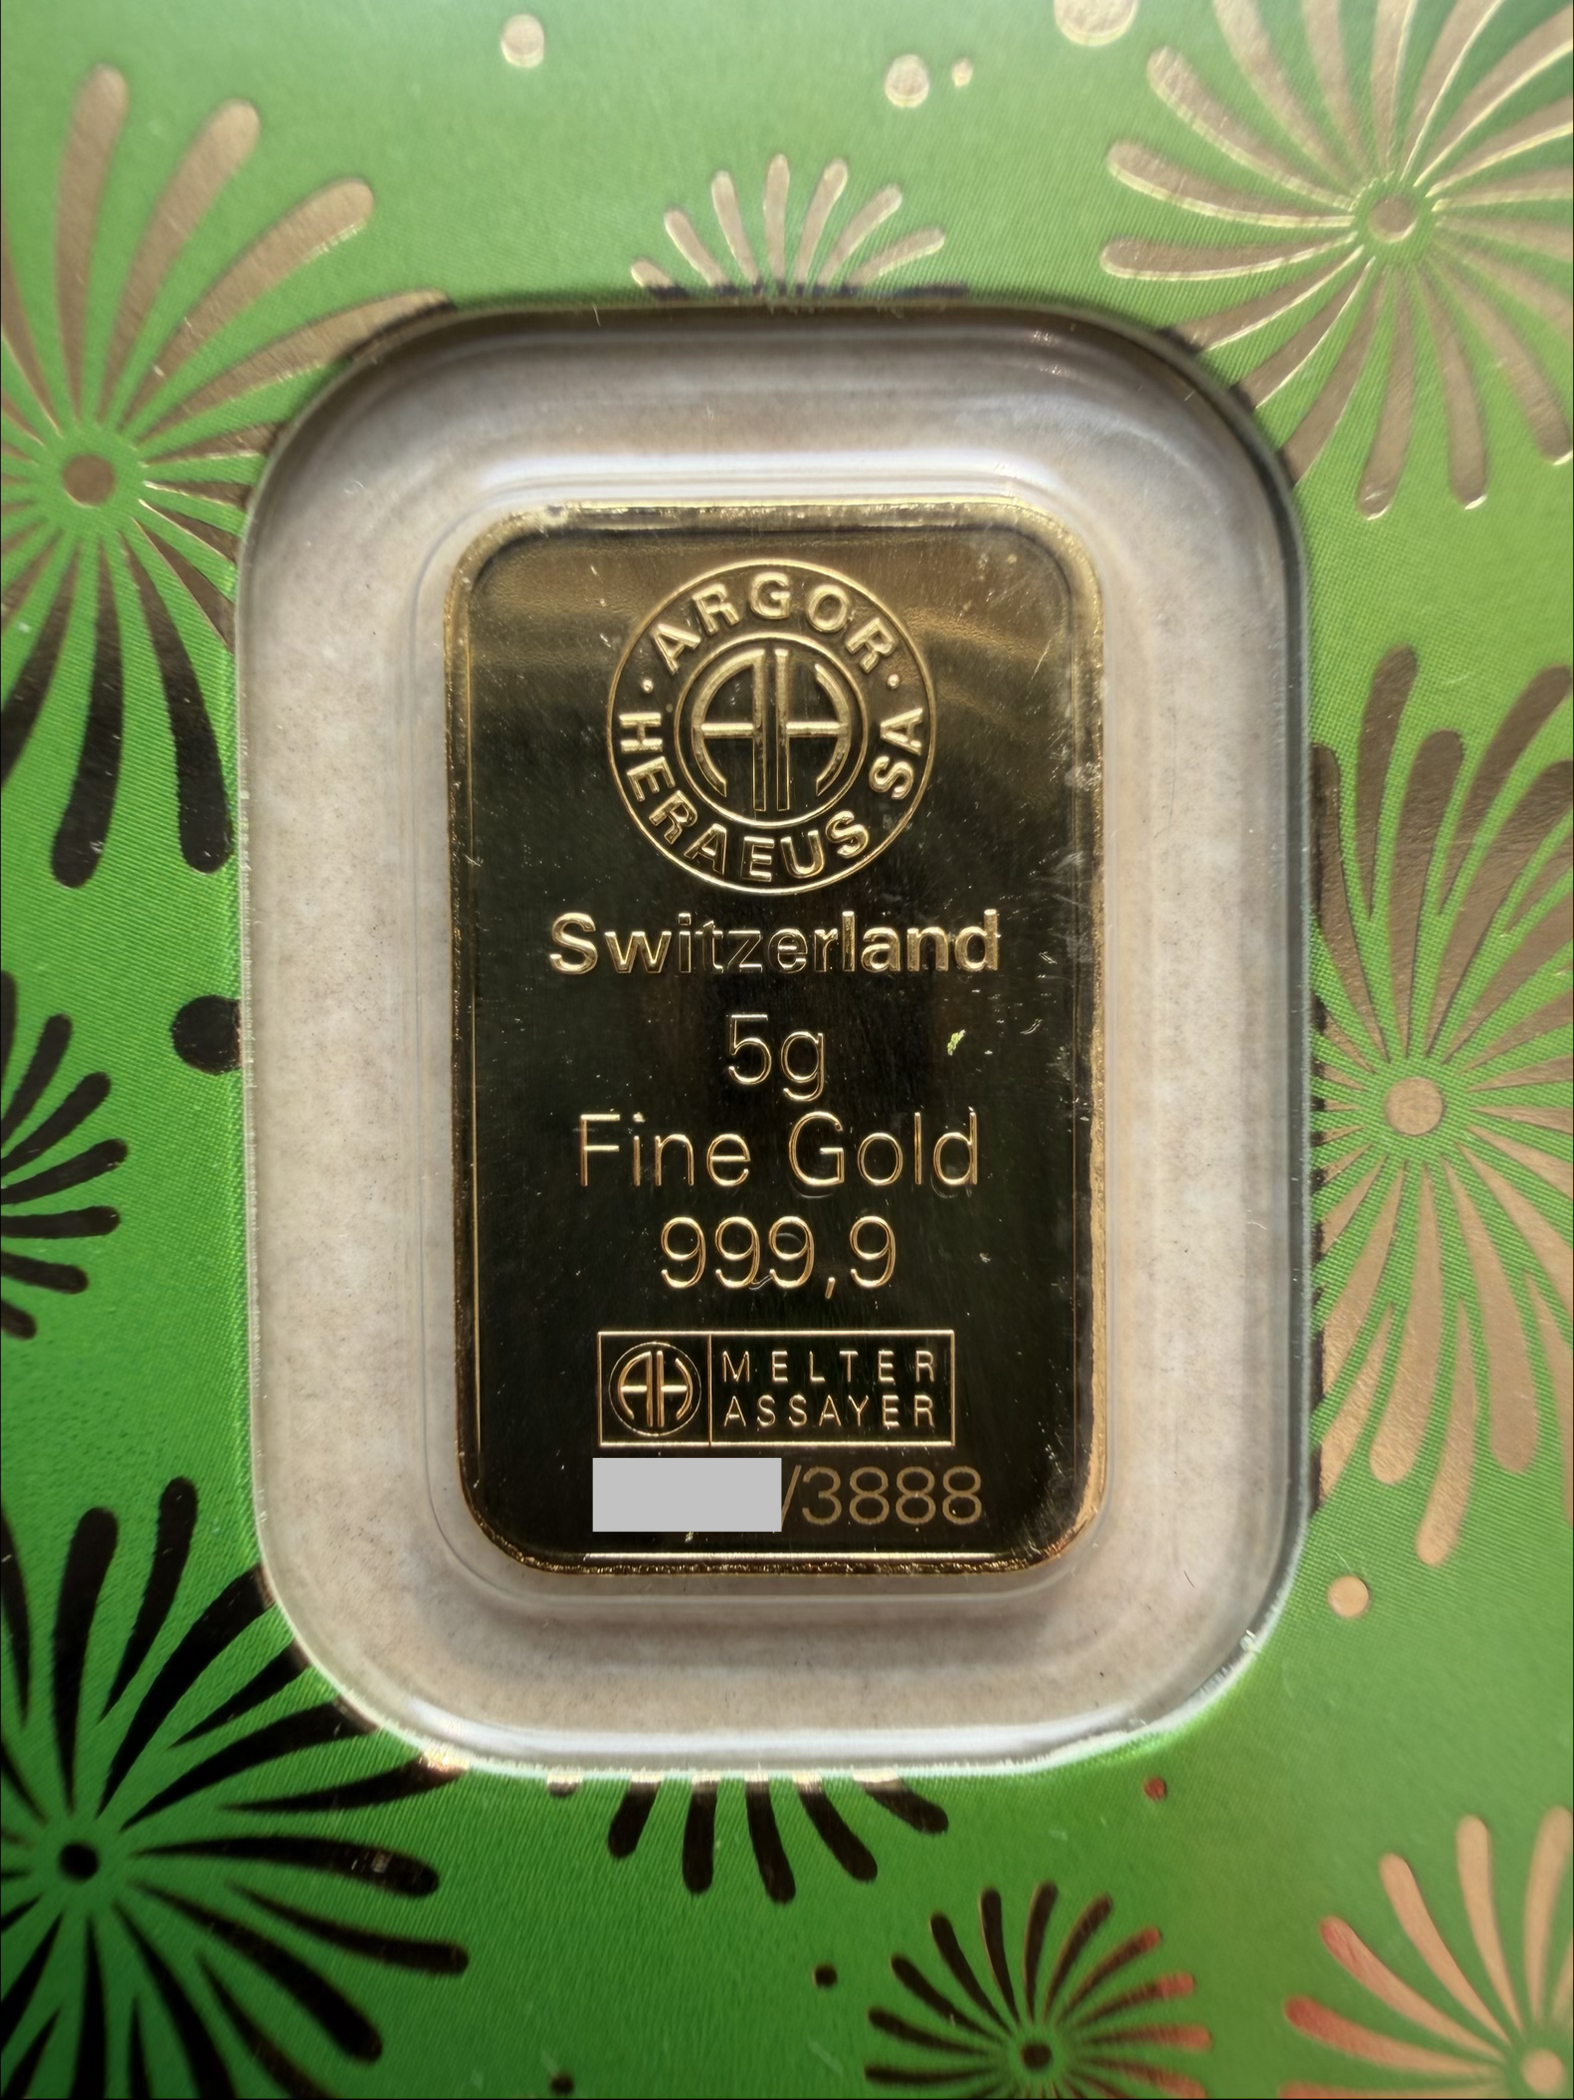 ARGOR
HERAEUS SA
AH
Switzerland
5g
Fine Gold
999,9
AH MELTER
ASSAYER
/3888